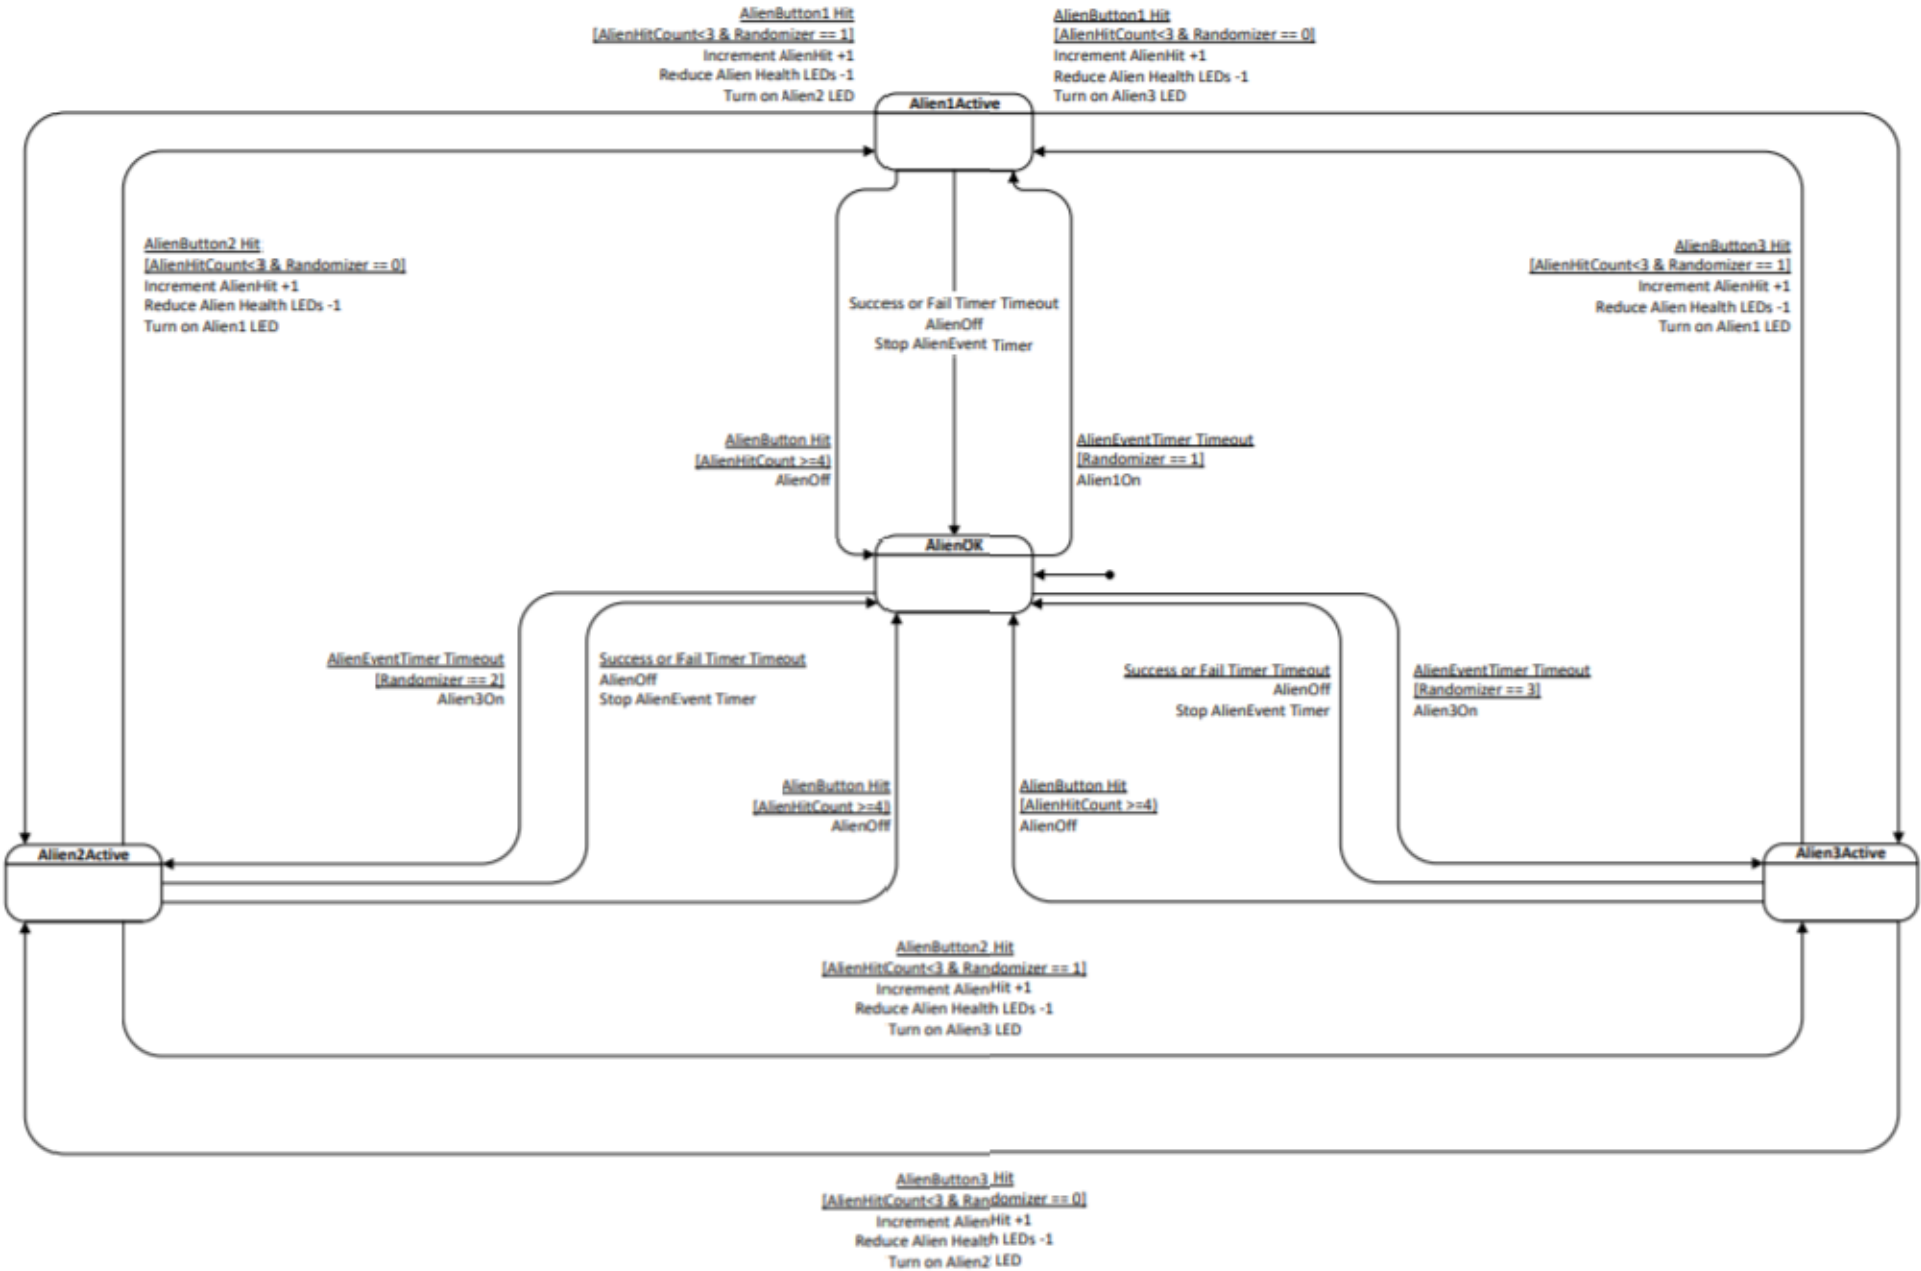 AlienButton1 Hit
[AlienHitCount<3 & Randomizer == 1]
Increment AlienHit +1
Reduce Alien Health LEDs -1
Turn on Alien2 LED
AlienButton1 Hit
[AlienHitCount<3 & Randomizer == 0]
Increment AlienHit +1
Reduce Alien Health LEDs -1
Turn on Alien3 LED
Alien1Active
AlienButton2 Hit
[AlienHitCount<3 & Randomizer == 0]
Increment AlienHit +1
Reduce Alien Health LEDs -1
Turn on Alien1 LED
Success or Fail Timer Timeout
AlienOff
Stop AlienEvent Timer
AlienButton3 Hit
[AlienHitCount<3 & Randomizer == 1]
Increment AlienHit +1
Reduce Alien Health LEDs -1
Turn on Alien1 LED
AlienButton Hit
[AlienHitCount >=4)
AlienOff
AlienEventTimer Timeout
[Randomizer == 1]
Alien1On
AlienOK
AlienEventTimer Timeout
[Randomizer == 2]
Alien3On
Success or Fail Timer Timeout
AlienOff
Stop AlienEvent Timer
Success or Fail Timer Timeout
AlienOff
Stop AlienEvent Timer
AlienEventTimer Timeout
[Randomizer == 3]
Alien3On
AlienButton Hit
[AlienHitCount >=4)
AlienOff
AlienButton Hit
[AlienHitCount >=4)
AlienOff
Alien2Active
Alien3Active
AlienButton2 Hit
[AlienHitCount<3 & Randomizer == 1]
Increment AlienHit +1
Reduce Alien Health LEDs -1
Turn on Alien3 LED
AlienButton3 Hit
[AlienHitCount<3 & Randomizer == 0]
Increment AlienHit +1
Reduce Alien Health LEDs -1
Turn on Alien2 LED